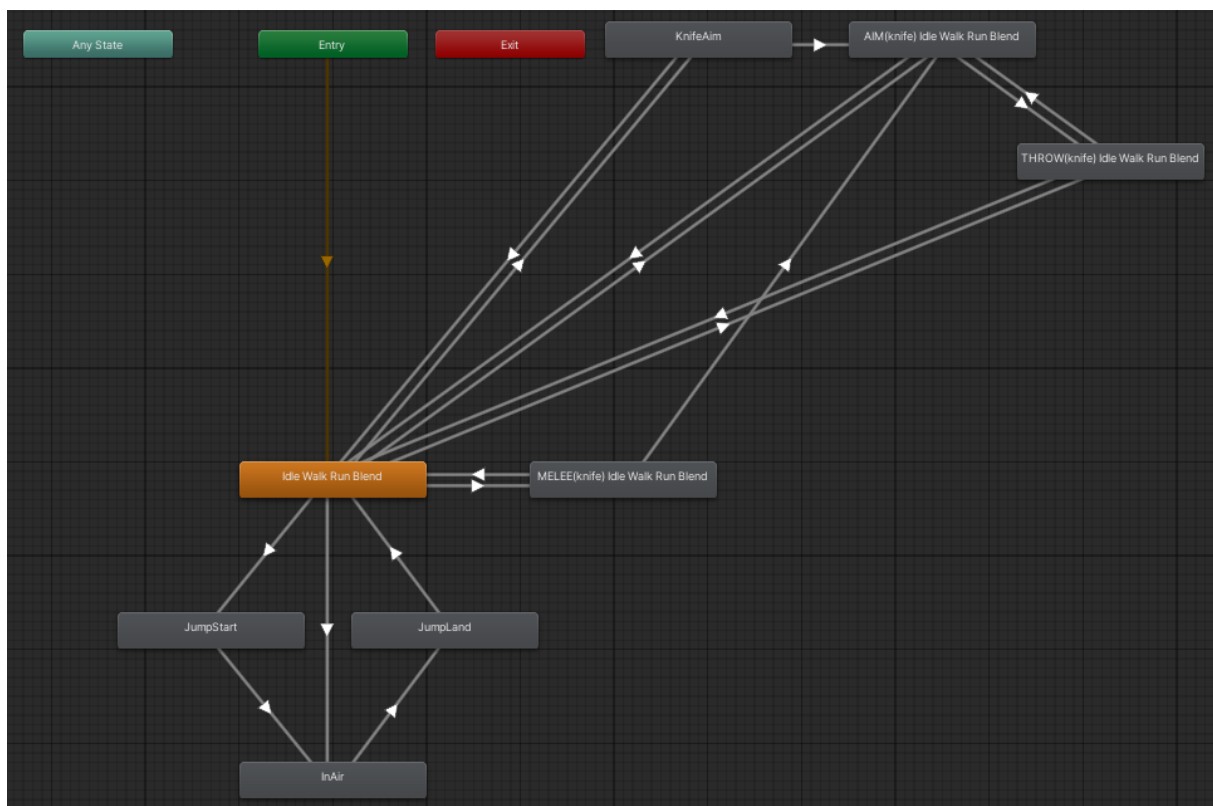 Any State
Entry
Exit
KnifeAim
AIM(knife) Idle Walk Run Blend
THROW(knife) Idle Walk Run Blend
Idle Walk Run Blend
MELEE(knife) Idle Walk Run Blend
JumpStart
JumpLand
InAir